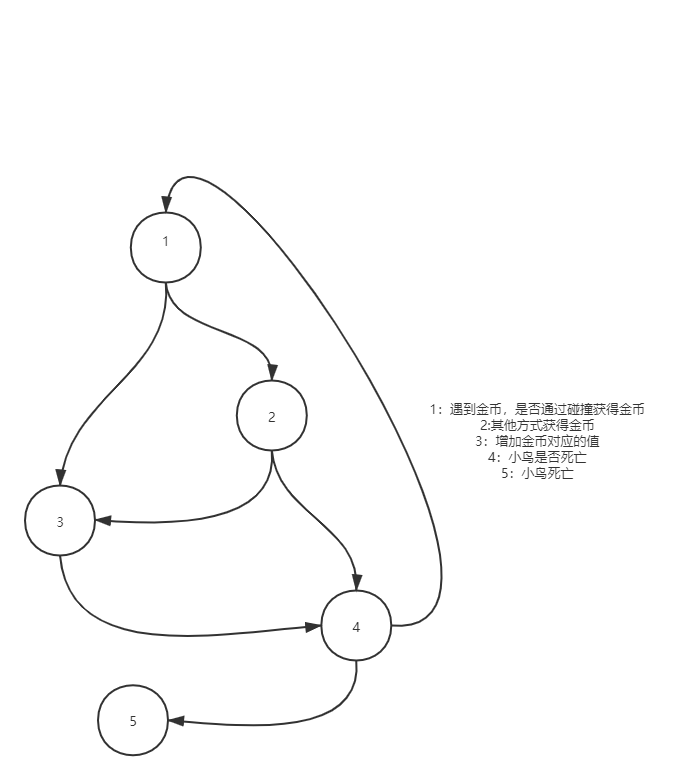 1
2
1：遇到金币，是否通过碰撞获得金币
2:其他方式获得金币
3：增加金币对应的值
4：小鸟是否死亡
5：小鸟死亡
3
4
5